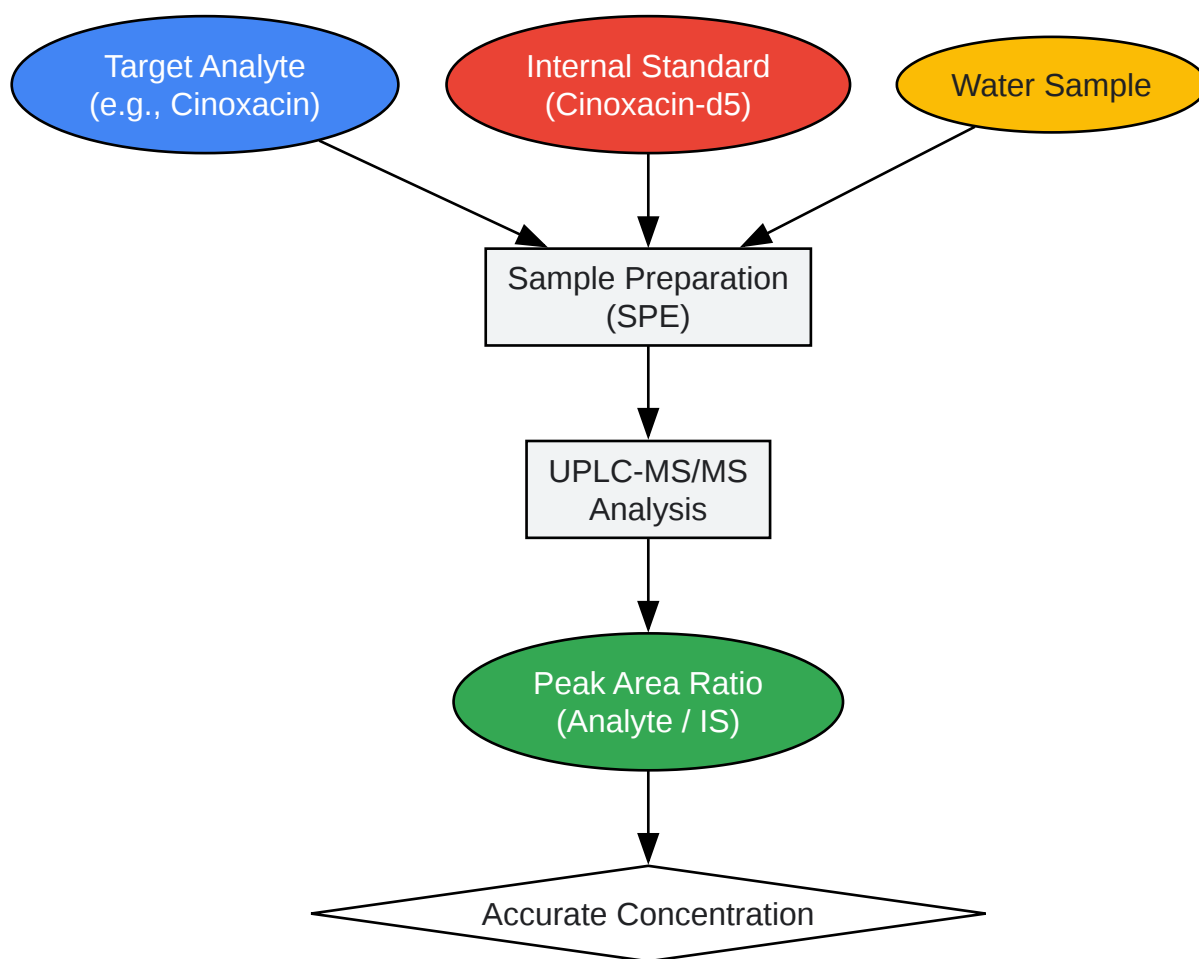 Target Analyte
(e.g., Cinoxacin)
Internal Standard
(Cinoxacin-d5)
Water Sample
Sample Preparation
(SPE)
UPLC-MS/MS
Analysis
Peak Area Ratio
(Analyte / IS)
Accurate Concentration